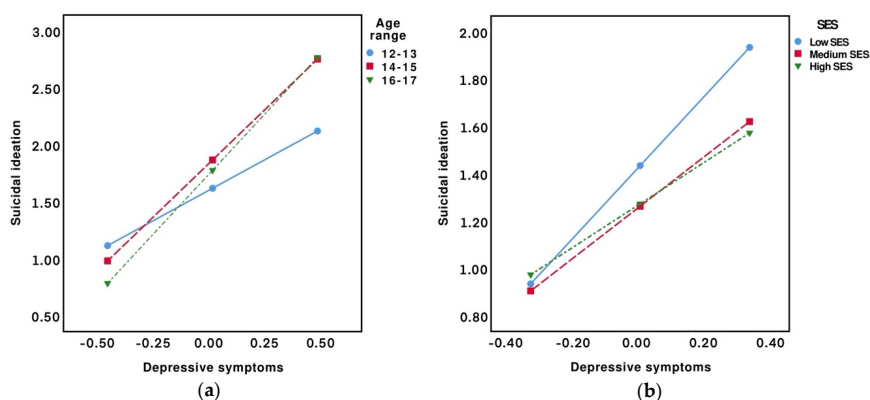 Age
range
12-13
14-15
16-17
3.00
2.50
2.00
1.50
1.00
0.50
Suicidal ideation
-0.50
-0.25
0.00
0.25
0.50
Depressive symptoms
(a)
SES
Low SES
Medium SES
High SES
2.00
1.80
1.60
1.40
1.20
1.00
0.80
Suicidal ideation
-0.40
-0.20
0.00
0.20
0.40
Depressive symptoms
(b)